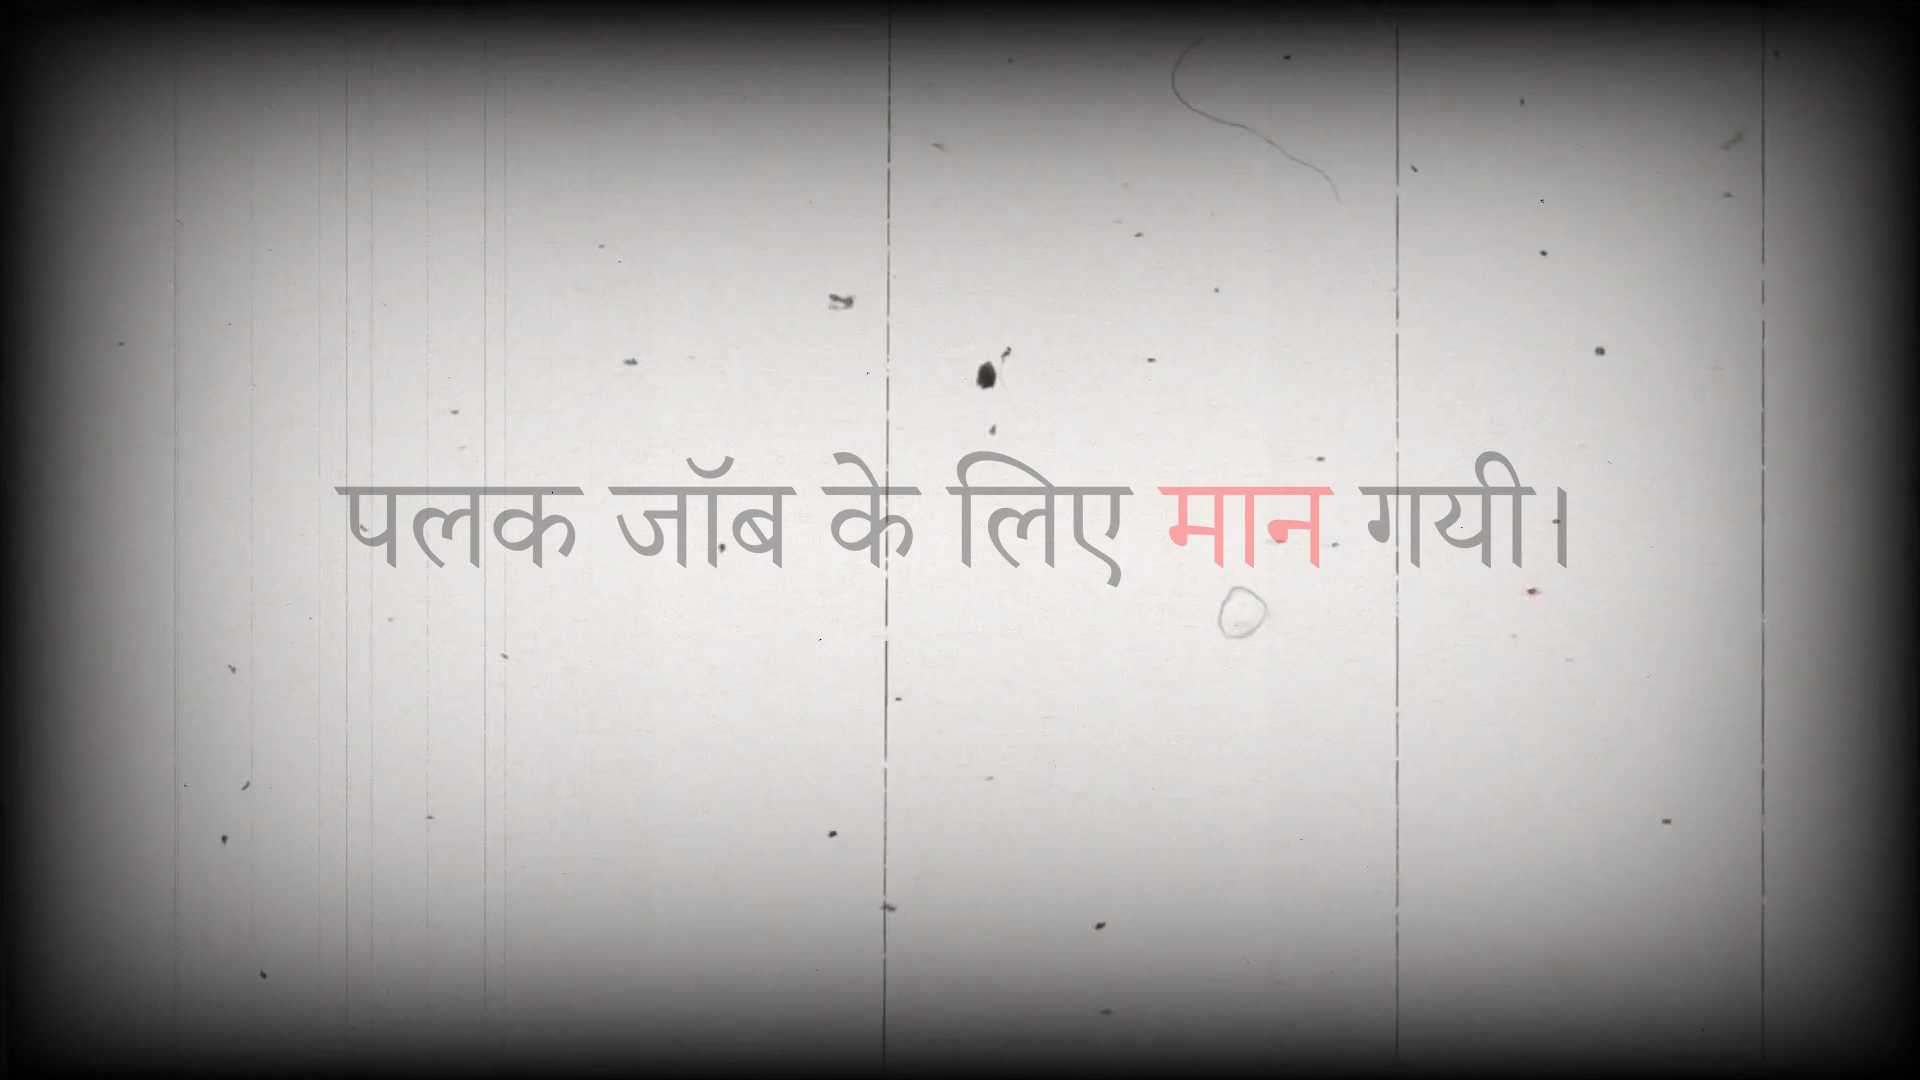 पलक जॉब के लिए मान गयी।